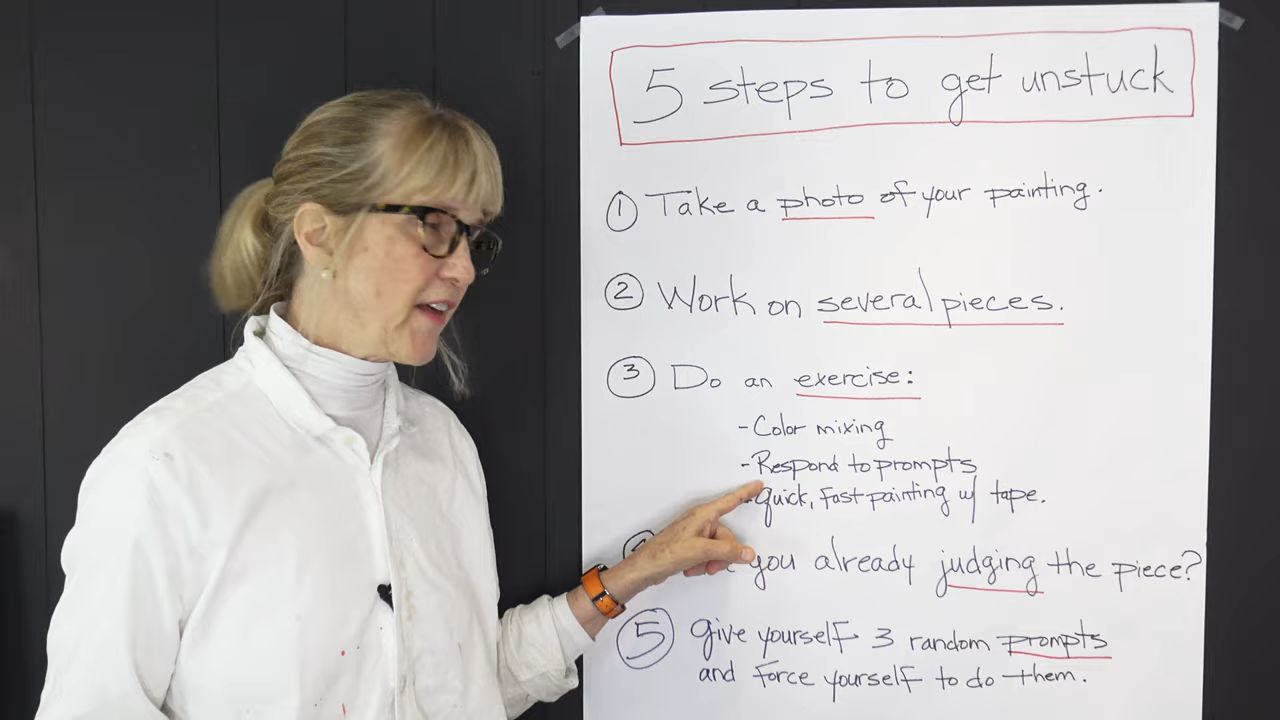 5 steps to get unstuck
1 Take a photo of your painting.
2 Work on several pieces.
3 Do an exercise:
- Color mixing
- Respond to prompts
- Quick, Fast painting w/ tape.
you already judging the piece?
5 give yourself 3 random prompts
and force yourself to do them.